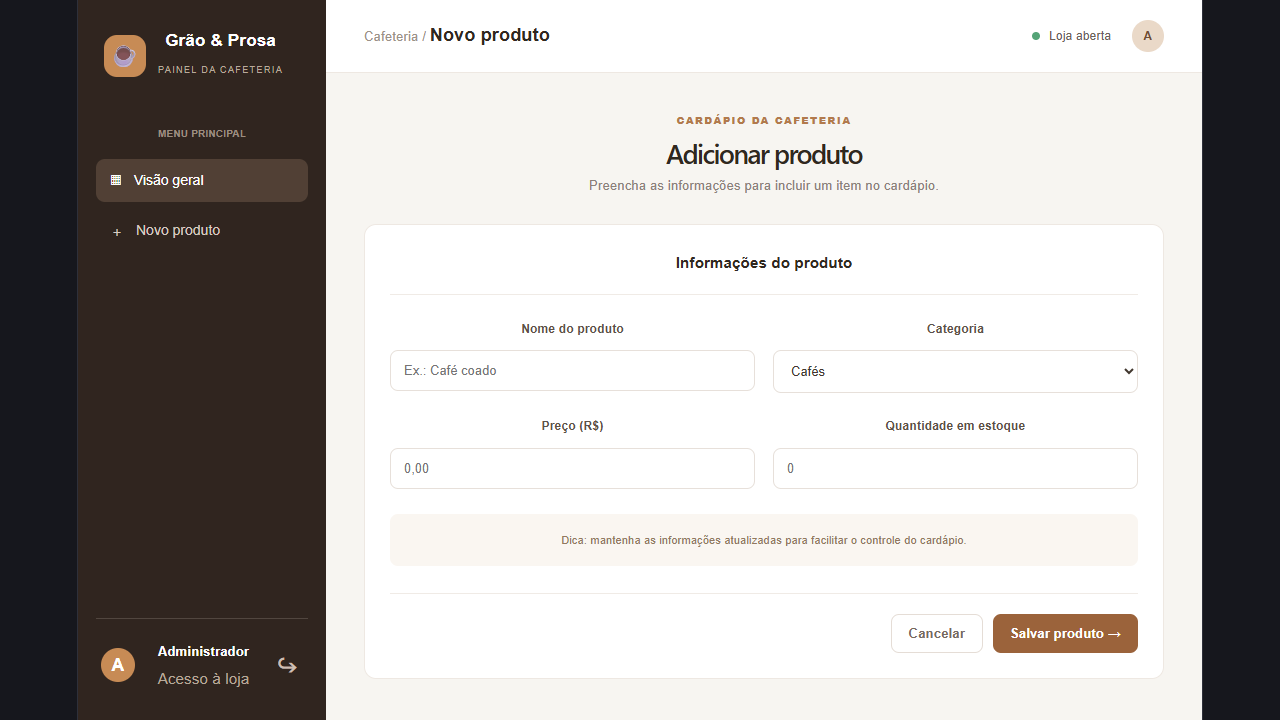 Grão & Prosa
PAINEL DA CAFETERIA
MENU PRINCIPAL
Visão geral
+ Novo produto
A
Administrador
Acesso à loja
Cafeteria / Novo produto
Loja aberta
A
CARDÁPIO DA CAFETERIA
Adicionar produto
Preencha as informações para incluir um item no cardápio.
Informações do produto
Nome do produto
Categoria
Ex.: Café coado
Cafés
Preço (R$)
Quantidade em estoque
0,00
0
Dica: mantenha as informações atualizadas para facilitar o controle do cardápio.
Cancelar
Salvar produto →